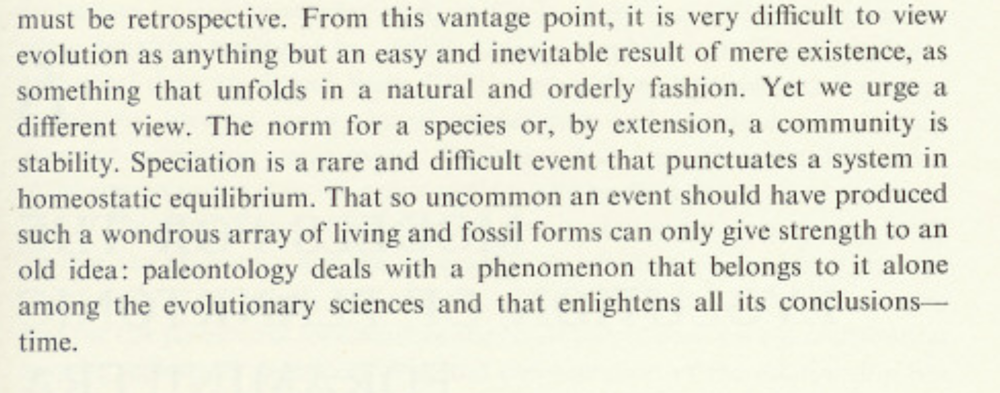 must be retrospective. From this vantage point, it is very difficult to view
evolution as anything but an easy and inevitable result of mere existence, as
something that unfolds in a natural and orderly fashion. Yet we urge a
different view. The norm for a species or, by extension, a community is
stability. Speciation is a rare and difficult event that punctuates a system in
homeostatic equilibrium. That so uncommon an event should have produced
such a wondrous array of living and fossil forms can only give strength to an
old idea: paleontology deals with a phenomenon that belongs to it alone
among the evolutionary sciences and that enlightens all its conclusions—
time.